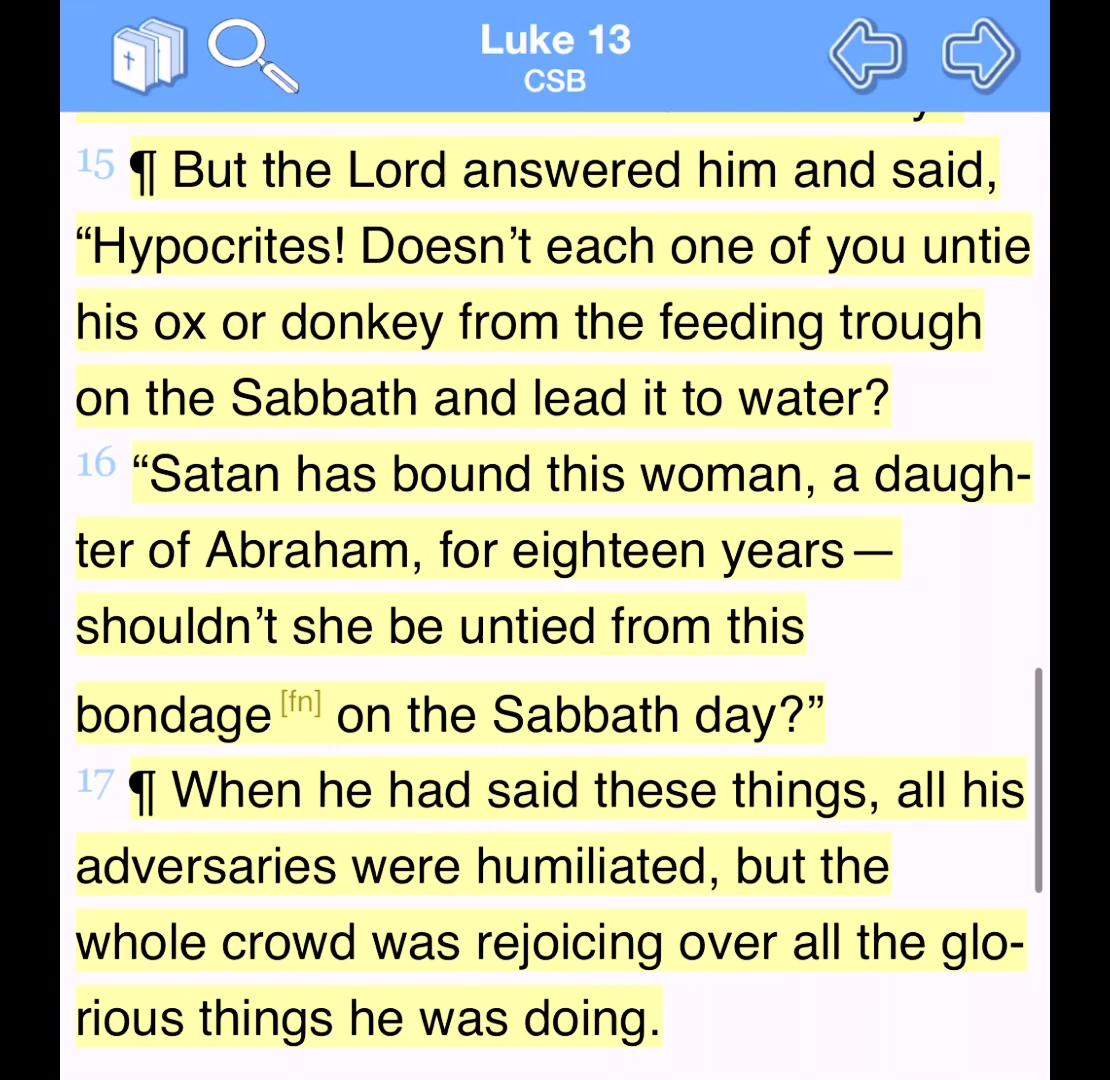 Luke 13
CSB
15 ¶ But the Lord answered him and said,
“Hypocrites! Doesn’t each one of you untie
his ox or donkey from the feeding trough
on the Sabbath and lead it to water?
16 “Satan has bound this woman, a daugh-
ter of Abraham, for eighteen years—
shouldn’t she be untied from this
bondage [fn] on the Sabbath day?”
17 ¶ When he had said these things, all his
adversaries were humiliated, but the
whole crowd was rejoicing over all the glo-
rious things he was doing.